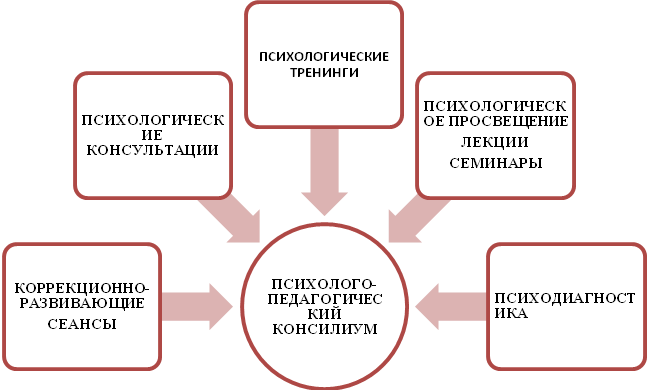 ПСИХОЛОГИЧЕСКИЕ
ТРЕНИНГИ
ПСИХОЛОГИЧЕСК
ИЕ
КОНСУЛЬТАЦИИ
ПСИХОЛОГИЧЕСК
ОЕ ПРОСВЕЩЕНИЕ
ЛЕКЦИИ
СЕМИНАРЫ
КОРРЕКЦИОННО-
РАЗВИВАЮЩИЕ
СЕАНСЫ
ПСИХОЛОГО-
ПЕДАГОГИЧЕС
КИЙ
КОНСИЛИУМ
ПСИХОДИАГНОСТ
ИКА